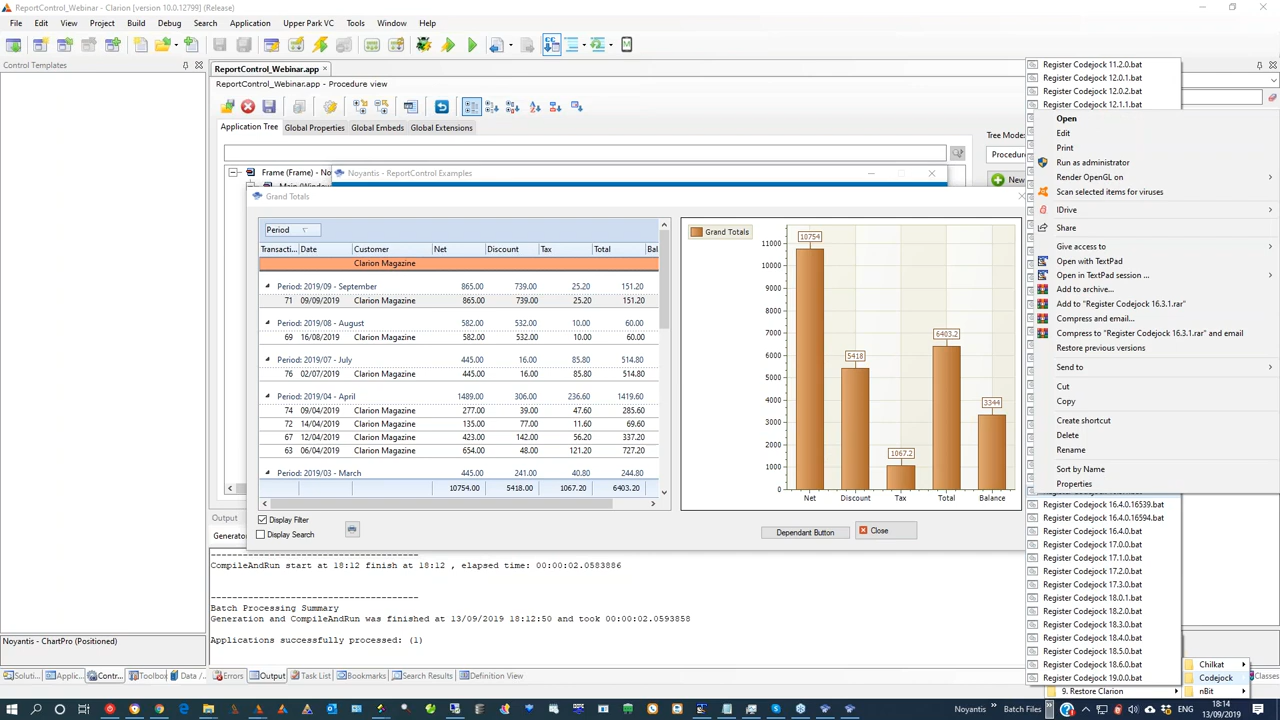 ReportControl_Webinar - Clarion (version 10.0.12799) (Release)
File Edit View Project Build Debug Search Application Upper Park VC Tools Window Help
Control Templates
ReportControl_Webinar.app
ReportControl_Webinar.app - Procedure view
Application Tree Global Properties Global Embeds Global Extensions
Tree Mode:
Frame (Frame) - No
New
Noyantis - ReportControl Examples
Grand Totals
Period
Transacti... Date Customer Net Discount Tax Total Bal
Clarion Magazine
Period: 2019/09 - September 865.00 739.00 25.20 151.20
71 09/09/2019 Clarion Magazine 865.00 739.00 25.20 151.20
Period: 2019/08 - August 582.00 532.00 10.00 60.00
69 16/08/2019 Clarion Magazine 582.00 532.00 10.00 60.00
Period: 2019/07 - July 445.00 16.00 85.80 514.80
76 02/07/2019 Clarion Magazine 445.00 16.00 85.80 514.80
Period: 2019/04 - April 1489.00 306.00 236.60 1419.60
74 09/04/2019 Clarion Magazine 277.00 39.00 47.60 285.60
72 14/04/2019 Clarion Magazine 135.00 77.00 11.60 69.60
67 12/04/2019 Clarion Magazine 423.00 142.00 56.20 337.20
63 06/04/2019 Clarion Magazine 654.00 48.00 121.20 727.20
Period: 2019/03 - March 445.00 241.00 40.80 244.80
10754.00 5418.00 1067.20 6403.20
Display Filter
Display Search
Grand Totals
11000
10000
9000
8000
7000
6000
5000
4000
3000
2000
1000
0
10754
5418
1067.2
6403.2
3344
Net Discount Tax Total Balance
Dependant Button Close
Output
CompileAndRun start at 18:12 finish at 18:12 , elapsed time: 00:00:02.0583886
Batch Processing Summary
Generation and CompileAndRun was finished at 13/09/2019 18:12:50 and took 00:00:02.0593858
Applications successfully processed: (1)
Noyantis - ChartPro (Positioned)
Soluti... Applic... Contr... Toolbox Data / Errors Output Task List Bookmarks Search Results Definition View Classes
Register Codejock 11.2.0.bat
Register Codejock 12.0.1.bat
Register Codejock 12.0.2.bat
Register Codejock 12.1.1.bat
Open
Edit
Print
Run as administrator
Render OpenGL on
Scan selected items for viruses
IDrive
Share
Give access to
Open with TextPad
Open in TextPad session ...
Add to archive...
Add to "Register Codejock 16.3.1.rar"
Compress and email...
Compress to "Register Codejock 16.3.1.rar" and email
Restore previous versions
Send to
Cut
Copy
Create shortcut
Delete
Rename
Sort by Name
Properties
Register Codejock 16.4.0.16539.bat
Register Codejock 16.4.0.16594.bat
Register Codejock 16.4.0.bat
Register Codejock 17.0.0.bat
Register Codejock 17.1.0.bat
Register Codejock 17.2.0.bat
Register Codejock 17.3.0.bat
Register Codejock 18.0.1.bat
Register Codejock 18.2.0.bat
Register Codejock 18.3.0.bat
Register Codejock 18.4.0.bat
Register Codejock 18.5.0.bat
Register Codejock 18.6.0.bat
Register Codejock 19.0.0.bat
Chilkat
Codejock
nBit
9. Restore Clarion
Noyantis Batch Files
ENG
18:14
13/09/2019